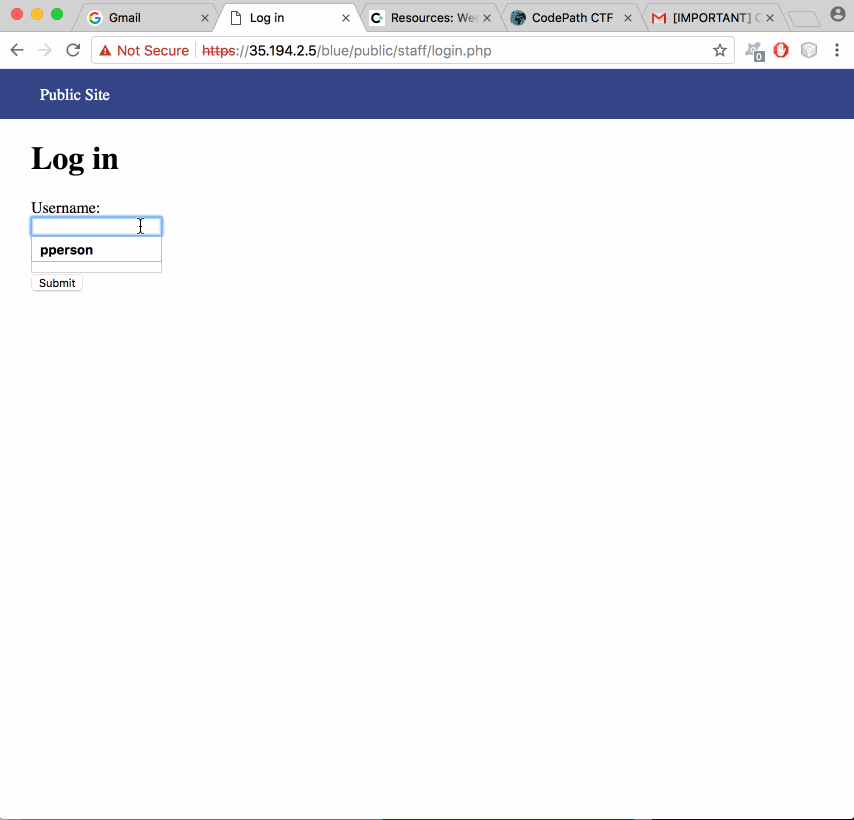 Gmail
Log in
Resources: We
CodePath CTF
[IMPORTANT] C
Not Secure
https://35.194.2.5/blue/public/staff/login.php
0
Public Site
Log in
Username:
pperson
Submit